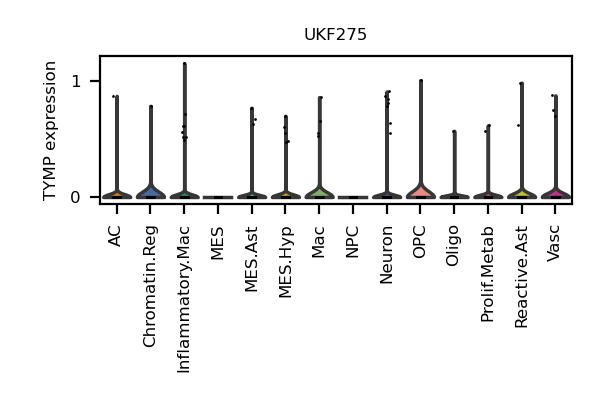 UKF275
TYMP expression
1
0
AC
Chromatin.Reg
Inflammatory.Mac
MES
MES.Ast
MES.Hyp
Mac
NPC
Neuron
OPC
Oligo
Prolif.Metab
Reactive.Ast
Vasc